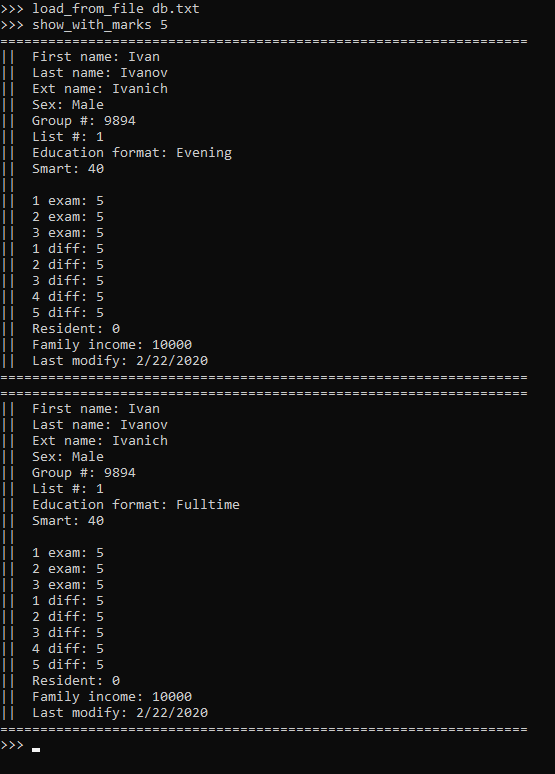 >>> load_from_file db.txt
>>> show_with_marks 5
==================================================================
||  First name: Ivan
||  Last name: Ivanov
||  Ext name: Ivanich
||  Sex: Male
||  Group #: 9894
||  List #: 1
||  Education format: Evening
||  Smart: 40
||
||  1 exam: 5
||  2 exam: 5
||  3 exam: 5
||  1 diff: 5
||  2 diff: 5
||  3 diff: 5
||  4 diff: 5
||  5 diff: 5
||  Resident: 0
||  Family income: 10000
||  Last modify: 2/22/2020
==================================================================
==================================================================
||  First name: Ivan
||  Last name: Ivanov
||  Ext name: Ivanich
||  Sex: Male
||  Group #: 9894
||  List #: 1
||  Education format: Fulltime
||  Smart: 40
||
||  1 exam: 5
||  2 exam: 5
||  3 exam: 5
||  1 diff: 5
||  2 diff: 5
||  3 diff: 5
||  4 diff: 5
||  5 diff: 5
||  Resident: 0
||  Family income: 10000
||  Last modify: 2/22/2020
==================================================================
>>> _